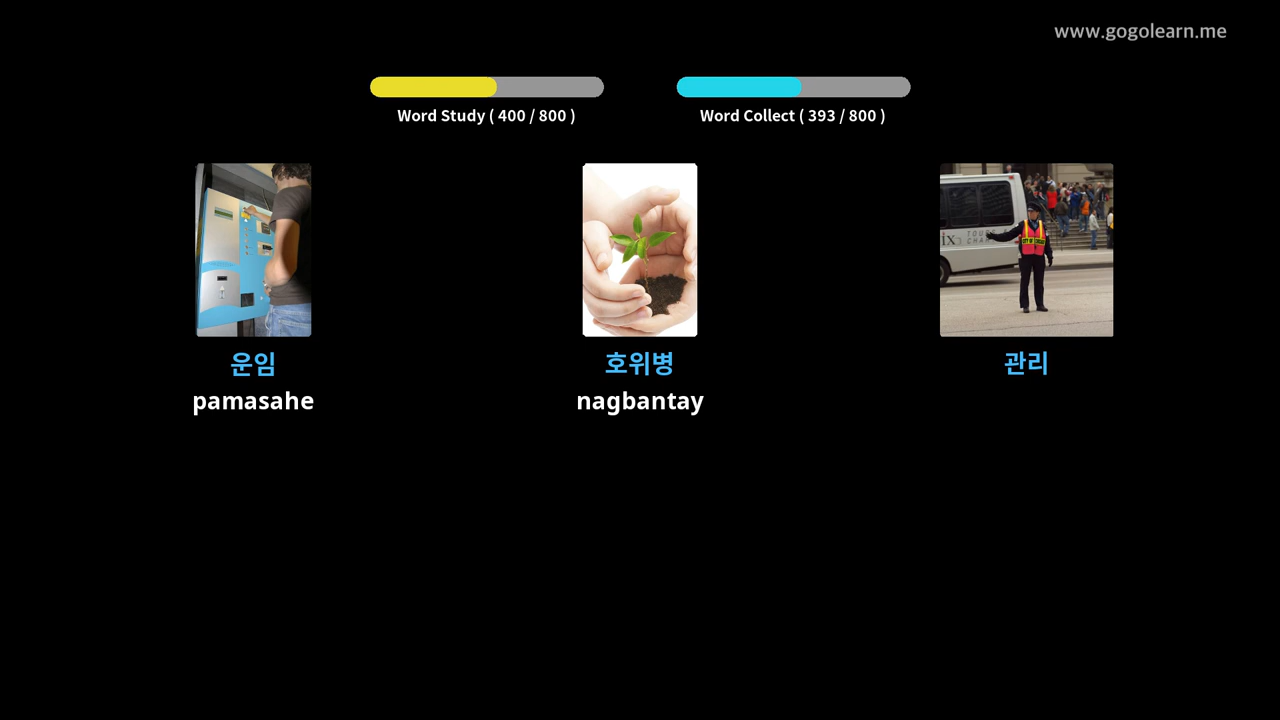 www.gogolearn.me
Word Study ( 400 / 800 )
Word Collect ( 393 / 800 )
운임
호위병
관리
pamasahe
nagbantay